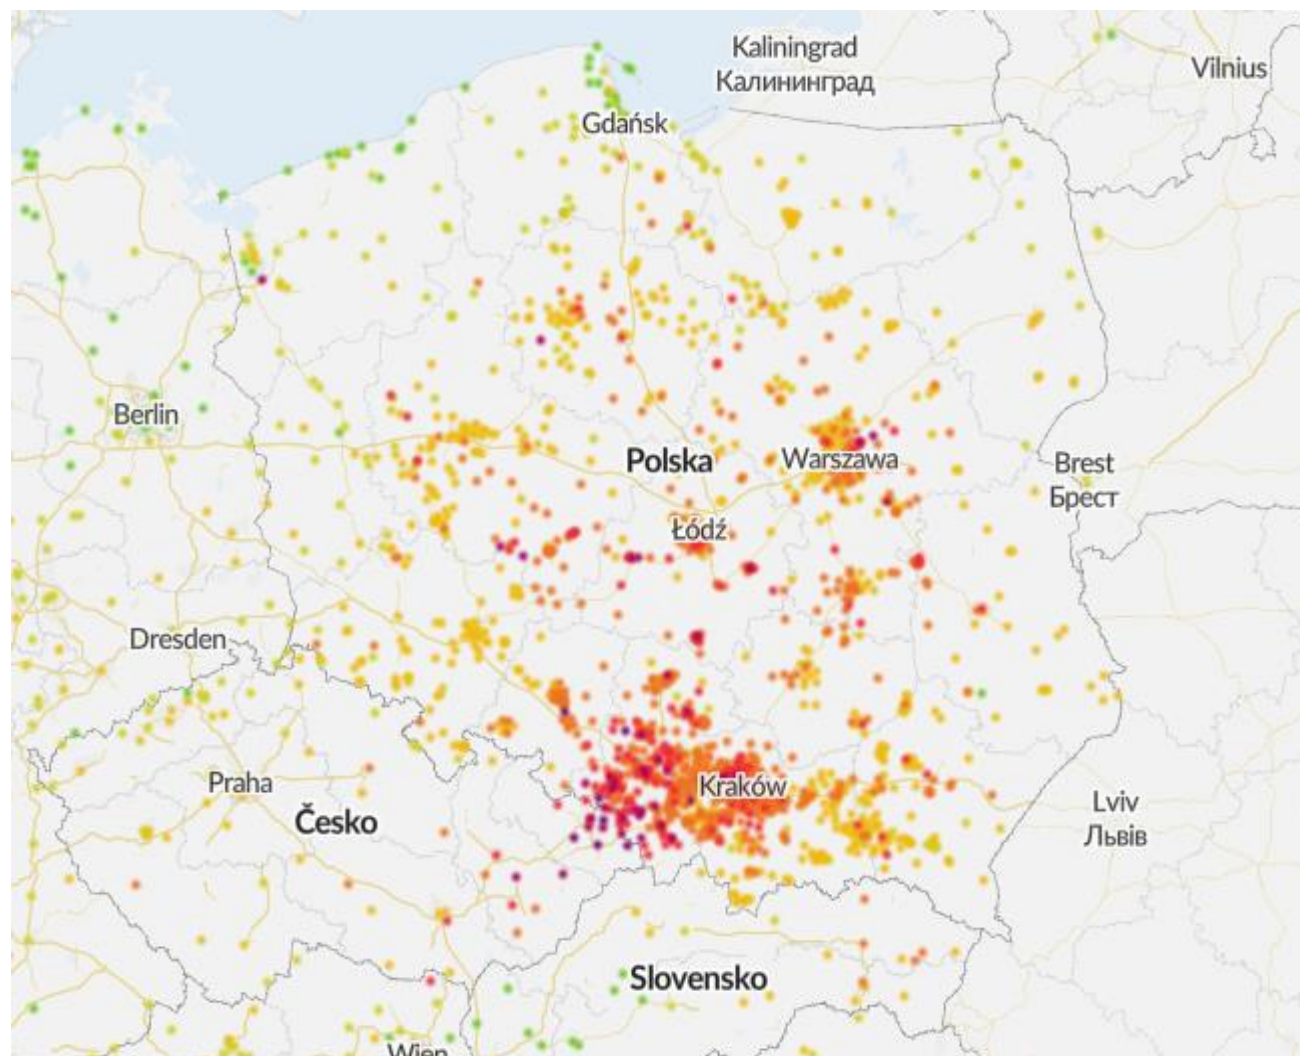 Kaliningrad
Калининград
Vilnius
Gdańsk
Berlin
Polska
Warszawa
Brest
Брест
Łódź
Dresden
Praha
Kraków
Česko
Lviv
Львів
Slovensko
Wien